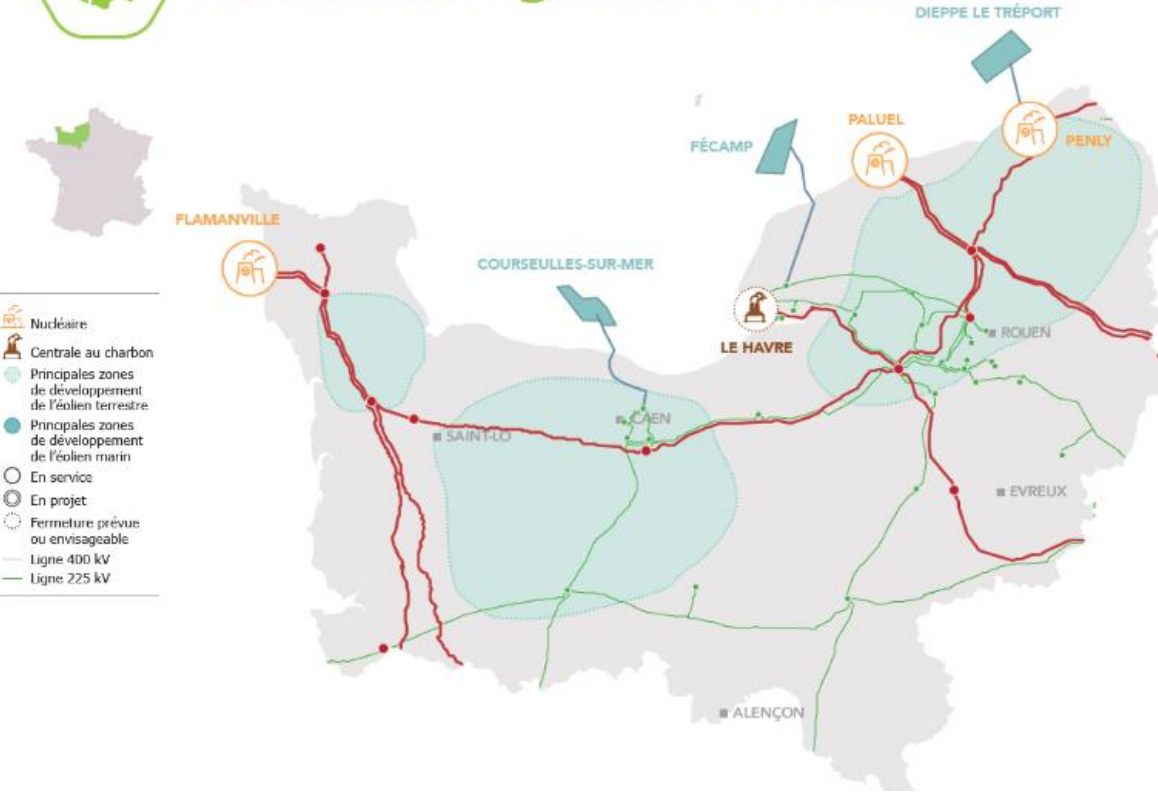 DIEPPE LE TRÉPORT
PALUEL
FÉCAMP
PENLY
FLAMANVILLE
COURSEULLES-SUR-MER
LE HAVRE
ROUEN
CAEN
SAINT-LO
EVREUX
ALENÇON
Nucléaire
Centrale au charbon
Principales zones
de développement
de l'éolien terrestre
Principales zones
de développement
de l'éolien marin
En service
En projet
Fermeture prévue
ou envisageable
Ligne 400 kV
Ligne 225 kV